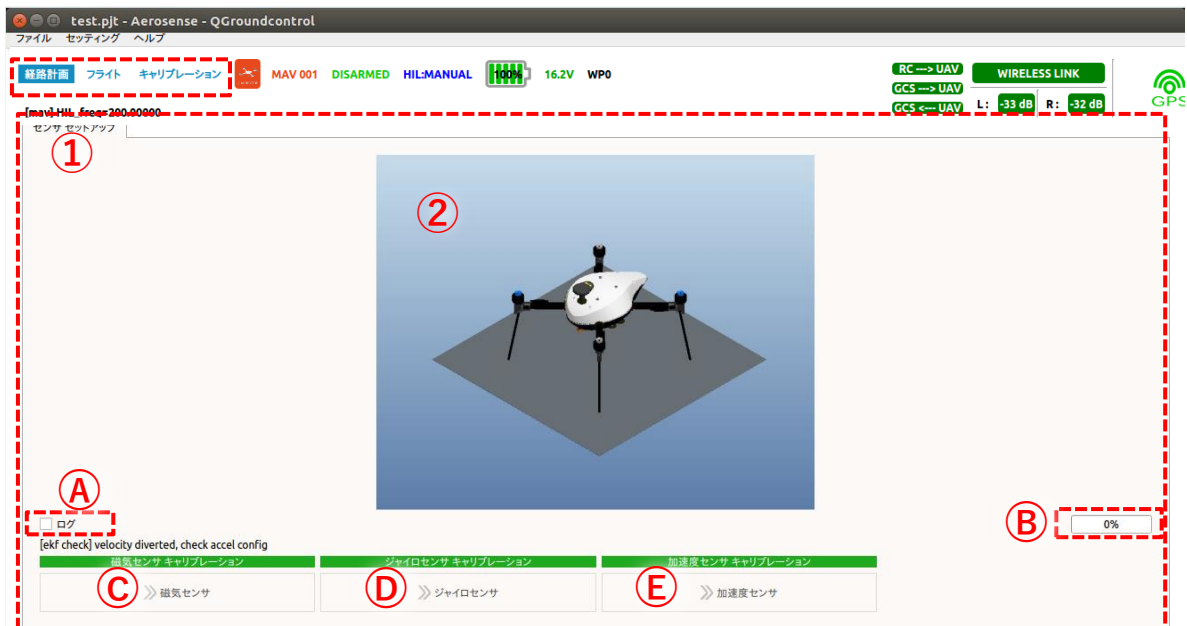 test.pjt - Aerosense - QGroundcontrol
ファイル セッティング ヘルプ
経路計画 フライト キャリブレーション MAV 001 DISARMED HIL:MANUAL 100% 16.2V WP0
RC ---> UAV WIRELESS LINK
GCS ---> UAV
GCS <--- UAV L: -33 dB R: -32 dB
GPS
[mav] HIL_freq=200.00000
センサ セットアップ
①
②
Ⓐ
ログ
Ⓑ 0%
[ekf check] velocity diverted, check accel config
磁気センサ キャリブレーション ジャイロセンサ キャリブレーション 加速度センサ キャリブレーション
Ⓒ 磁気センサ Ⓓ ジャイロセンサ Ⓔ 加速度センサ